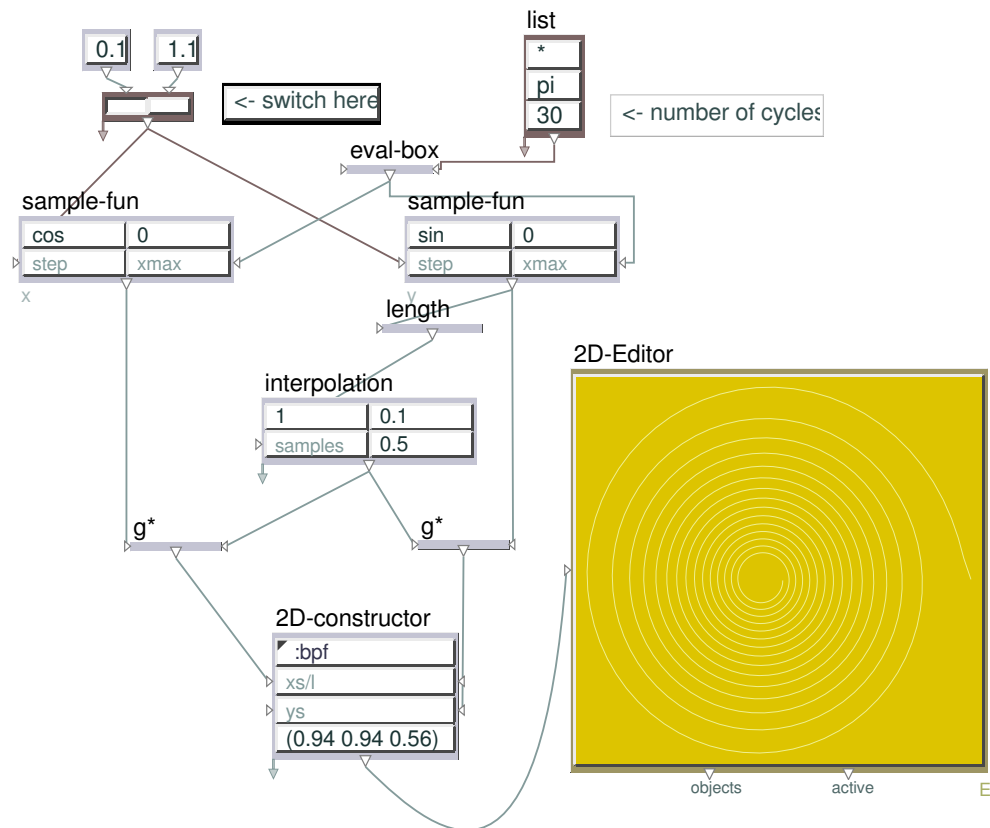 list
0.1
1.1
*
<- switch here
pi
30
<- number of cycles
eval-box
sample-fun
cos
0
step
xmax
x
sample-fun
sin
0
step
xmax
y
length
interpolation
1
0.1
samples
0.5
2D-Editor
g*
g*
2D-constructor
:bpf
xs/l
ys
(0.94 0.94 0.56)
objects
active
E